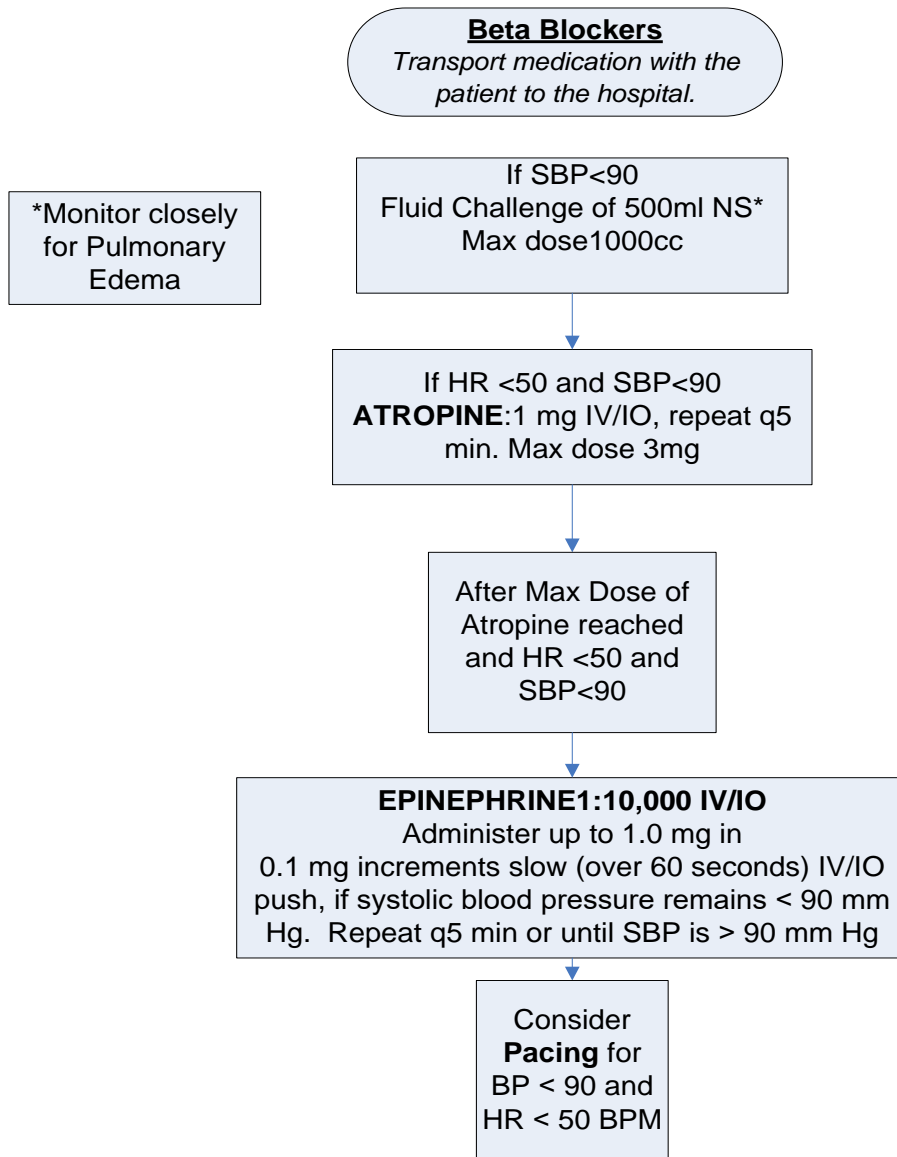 Beta Blockers
Transport medication with the
patient to the hospital.
If SBP<90
Fluid Challenge of 500ml NS*
Max dose1000cc
*Monitor closely
for Pulmonary
Edema
If HR <50 and SBP<90
ATROPINE:1 mg IV/IO, repeat q5
min. Max dose 3mg
After Max Dose of
Atropine reached
and HR <50 and
SBP<90
EPINEPHRINE1:10,000 IV/IO
Administer up to 1.0 mg in
0.1 mg increments slow (over 60 seconds) IV/IO
push, if systolic blood pressure remains < 90 mm
Hg.  Repeat q5 min or until SBP is > 90 mm Hg
Consider
Pacing for
BP < 90 and
HR < 50 BPM